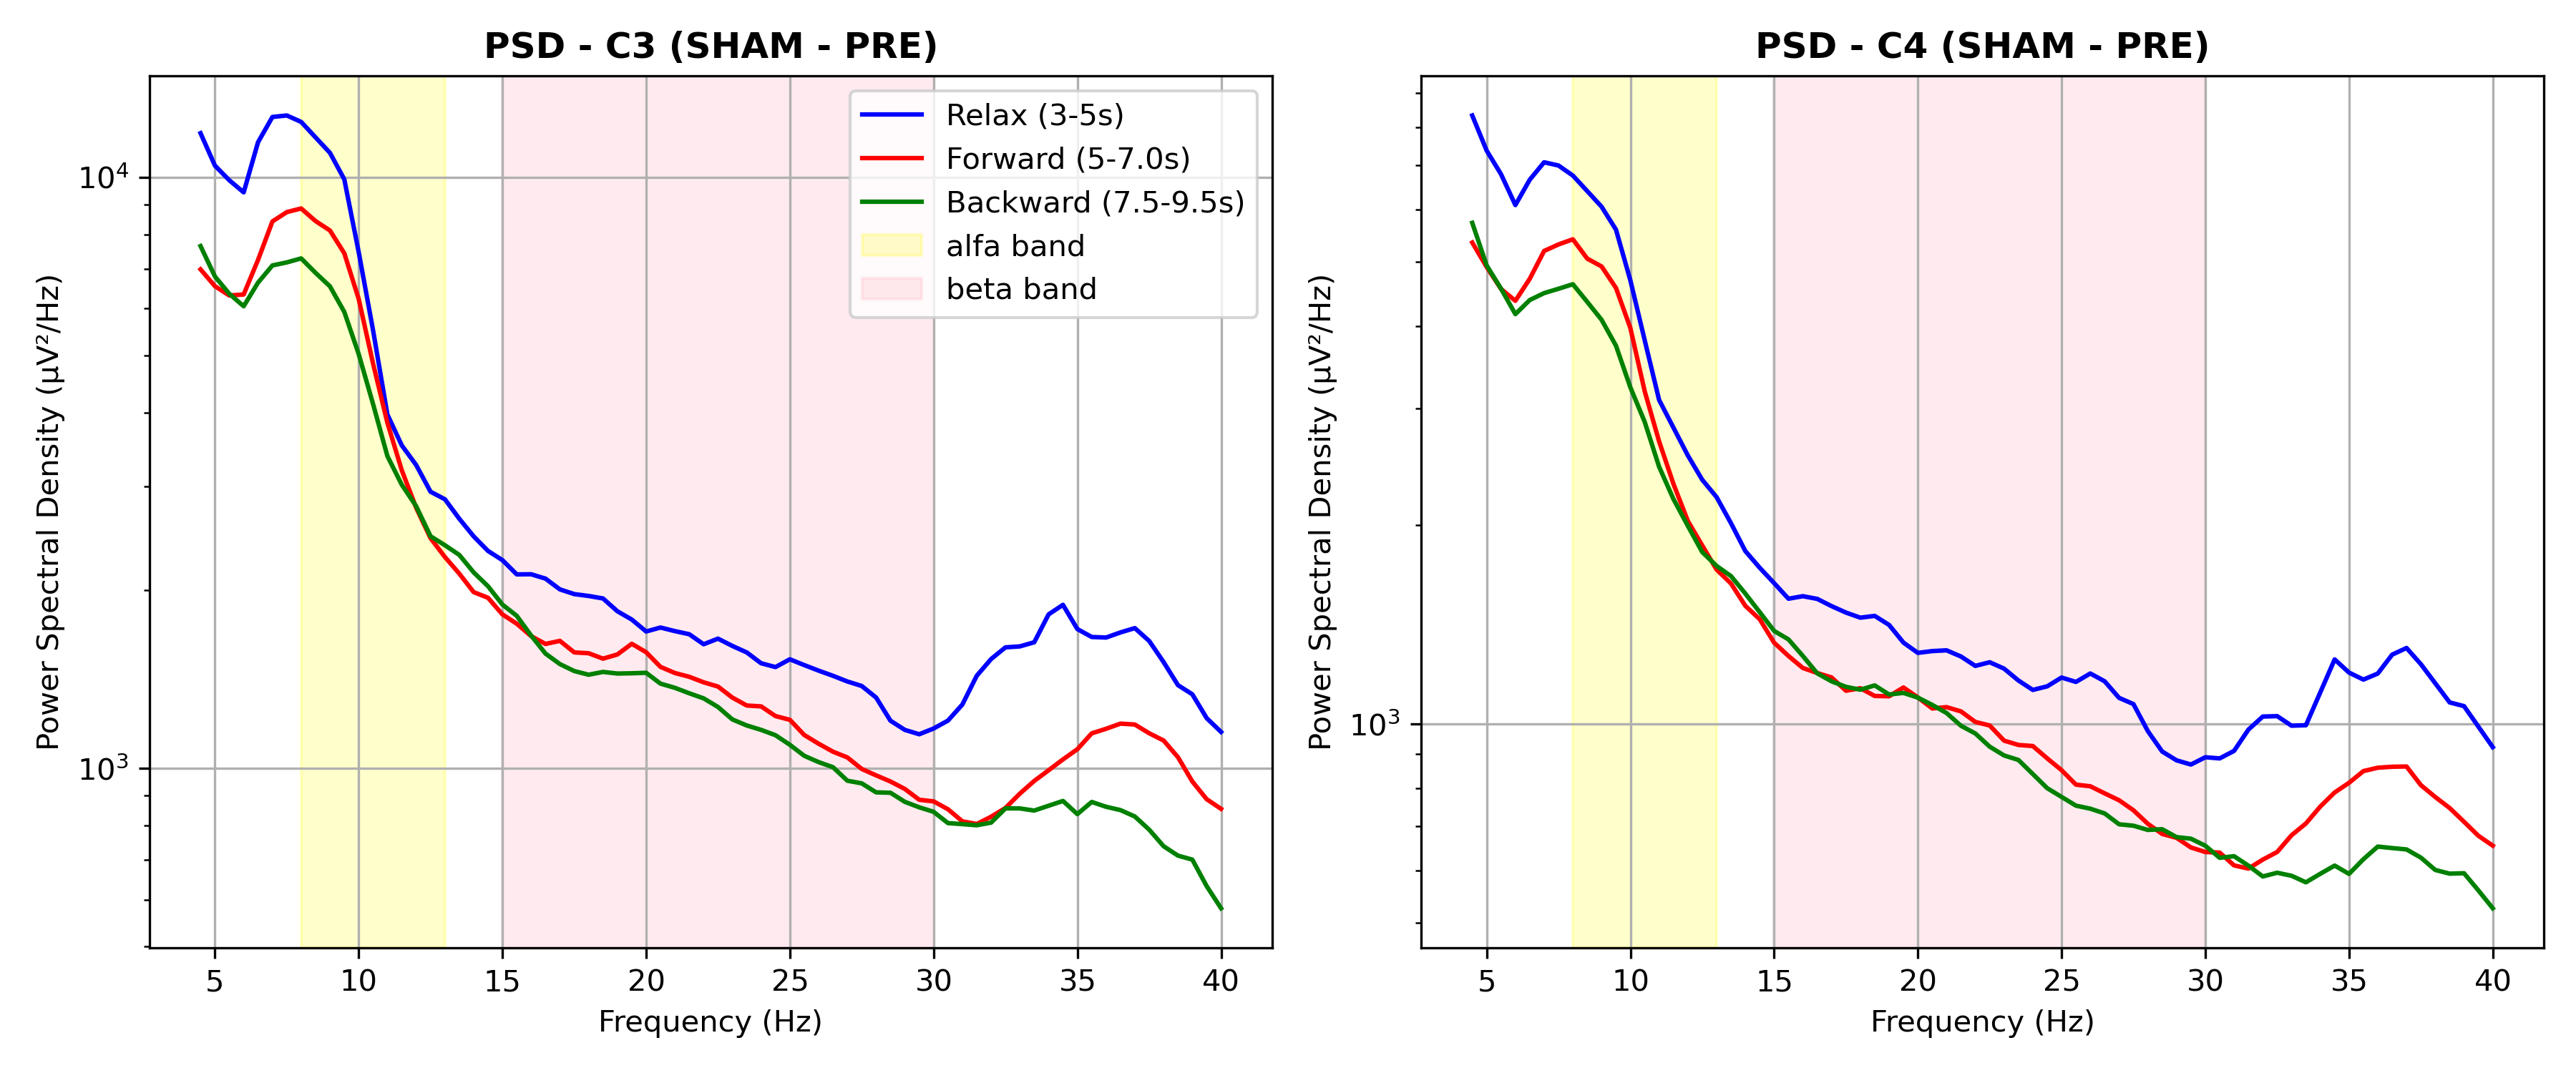 PSD - C3 (SHAM - PRE)
Power Spectral Density (µV²/Hz)
10⁴
10³
Relax (3-5s)
Forward (5-7.0s)
Backward (7.5-9.5s)
alfa band
beta band
5 10 15 20 25 30 35 40
Frequency (Hz)
PSD - C4 (SHAM - PRE)
Power Spectral Density (µV²/Hz)
10³
5 10 15 20 25 30 35 40
Frequency (Hz)